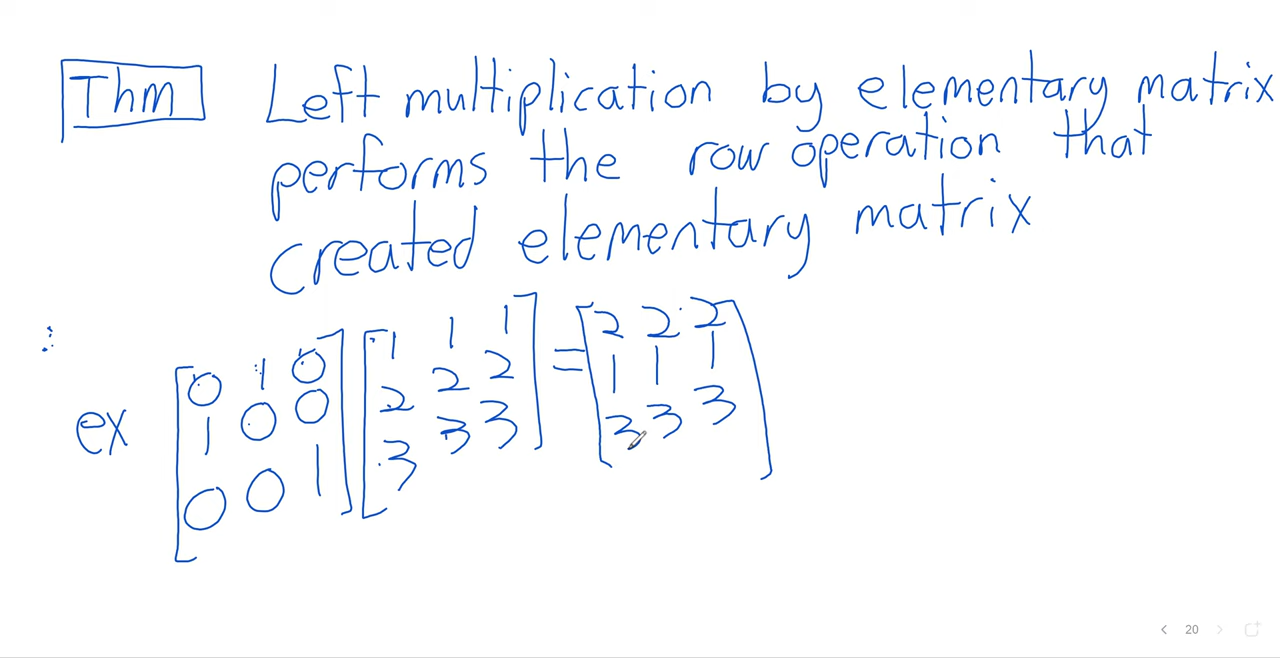 Thm Left multiplication by elementary matrix
performs the row operation that
created elementary matrix
ex [0 1 0] [1 1 1] = [2 2 2]
[1 0 0] [2 2 2] [1 1 1]
[0 0 1] [3 3 3] [3 3 3]
< 20 >